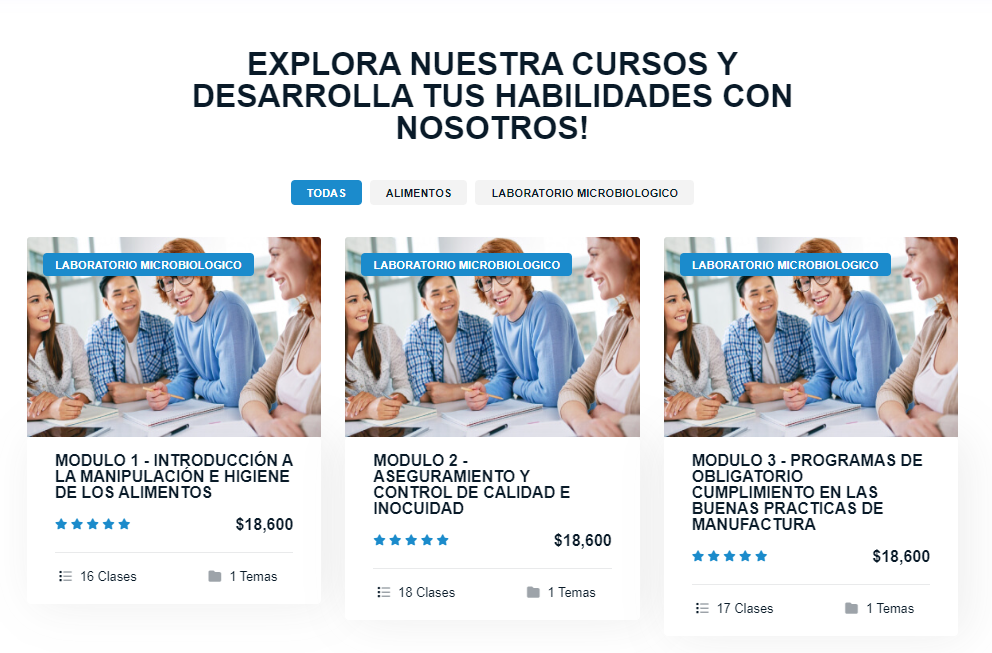 EXPLORA NUESTRA CURSOS Y
DESARROLLA TUS HABILIDADES CON
NOSOTROS!
TODAS
ALIMENTOS
LABORATORIO MICROBIOLOGICO
LABORATORIO MICROBIOLOGICO
MODULO 1 - INTRODUCCIÓN A
LA MANIPULACIÓN E HIGIENE
DE LOS ALIMENTOS
$18,600
16 Clases
1 Temas
LABORATORIO MICROBIOLOGICO
MODULO 2 -
ASEGURAMIENTO Y
CONTROL DE CALIDAD E
INOCUIDAD
$18,600
18 Clases
1 Temas
LABORATORIO MICROBIOLOGICO
MODULO 3 - PROGRAMAS DE
OBLIGATORIO
CUMPLIMIENTO EN LAS
BUENAS PRACTICAS DE
MANUFACTURA
$18,600
17 Clases
1 Temas